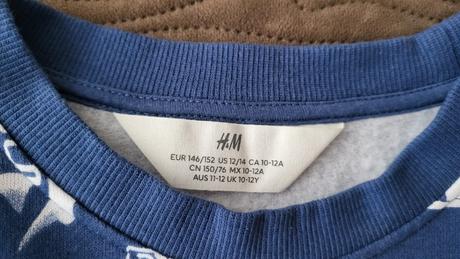 H&M
EUR 146/152 US 12/14 CA 10-12A
CN 150/76 MX 10-12A
AUS 11-12 UK 10-12Y